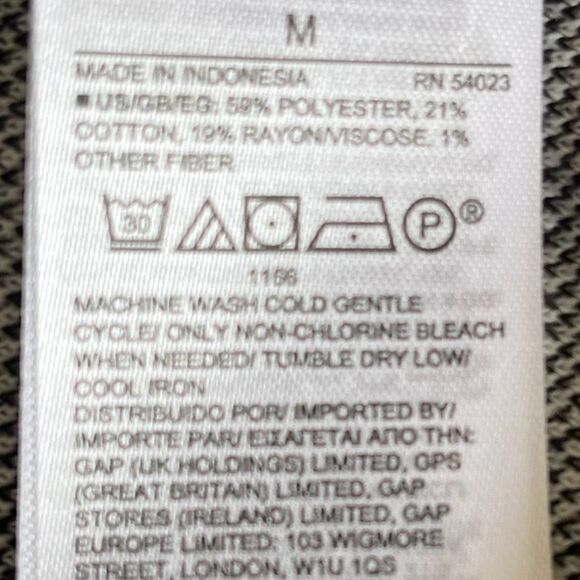 M
MADE IN INDONESIA RN 54023
■ US/GB/EG: 59% POLYESTER, 21%
COTTON, 19% RAYON/VISCOSE, 1%
OTHER FIBER
30 P®
1166
MACHINE WASH COLD GENTLE
CYCLE/ ONLY NON-CHLORINE BLEACH
WHEN NEEDED/ TUMBLE DRY LOW/
COOL IRON
DISTRIBUIDO POR/ IMPORTED BY/
IMPORTE PAR/ ΕΙΣΑΓΕΤΑΙ ΑΠΟ ΤΗΝ:
GAP (UK HOLDINGS) LIMITED, GPS
(GREAT BRITAIN) LIMITED, GAP
STORES (IRELAND) LIMITED, GAP
EUROPE LIMITED: 103 WIGMORE
STREET, LONDON, W1U 1QS